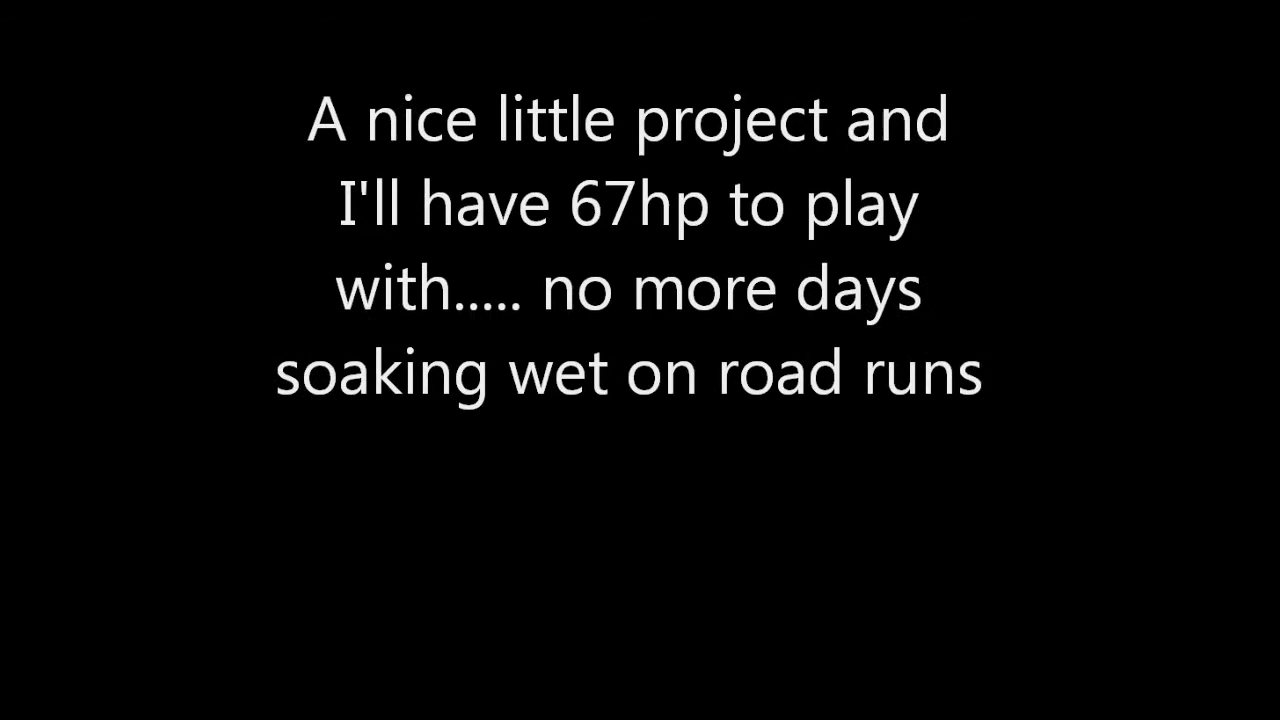 A nice little project and
I'll have 67hp to play
with..... no more days
soaking wet on road runs